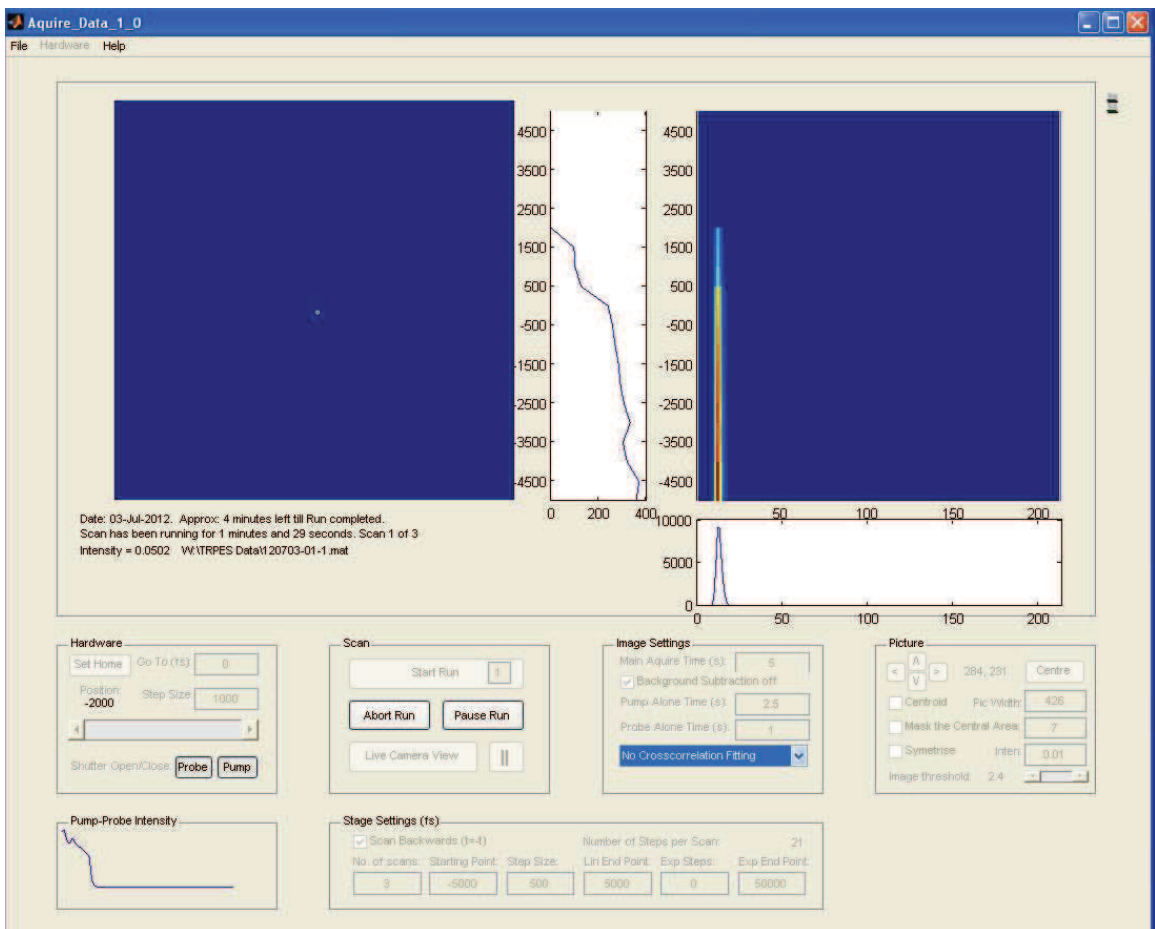 Aquire_Data_1_0
File Hardware Help
4500
3500
2500
1500
500
-500
-1500
-2500
-3500
-4500
0 200 400
4500
3500
2500
1500
500
-500
-1500
-2500
-3500
-4500
50 100 150 200
10000
5000
0
0 50 100 150 200
Date: 03-Jul-2012. Approx: 4 minutes left till Run completed.
Scan has been running for 1 minutes and 29 seconds. Scan 1 of 3
Intensity = 0.0502 W:\TRPES Data\120703-01-1.mat
Hardware
Set Home Go To (fs) 0
Position: Step Size 1000
-2000
Shutter Open/Close: Probe Pump
Scan
Start Run 1
Abort Run Pause Run
Live Camera View
Image Settings
Main Aquire Time (s): 5
Background Subtraction off
Pump Alone Time (s): 2.5
Probe Alone Time (s): 1
No Crosscorrelation Fitting
Picture
< Λ V > 284, 231 Centre
Centroid Pic Width: 426
Mask the Central Area: 7
Symetrise Inten: 0.01
Image threshold: 2.4
Pump-Probe Intensity
Stage Settings (fs)
Scan Backwards (t=-t) Number of Steps per Scan: 21
No. of scans: Starting Point: Step Size: Lin End Point: Exp Steps: Exp End Point:
3 -5000 500 5000 0 50000